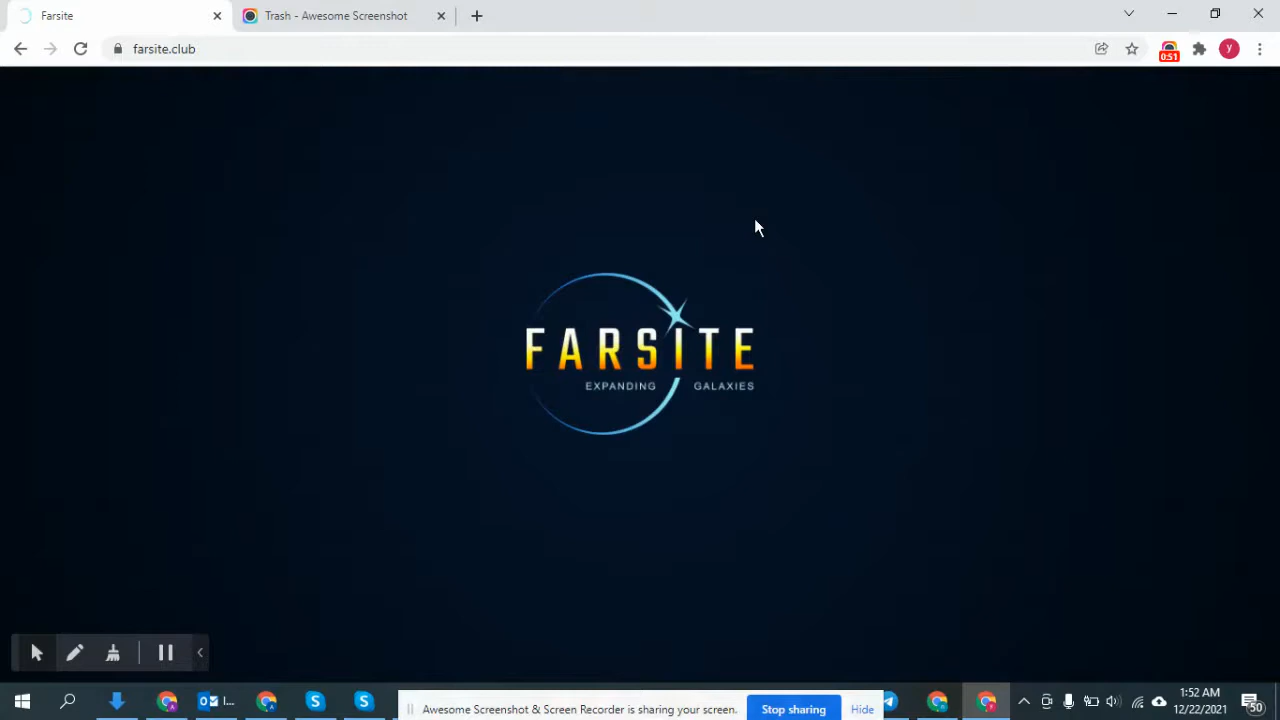 Farsite
Trash - Awesome Screenshot
farsite.club
0:51
y
FARSITE
EXPANDING GALAXIES
I...
Awesome Screenshot & Screen Recorder is sharing your screen.
Stop sharing
Hide
1:52 AM
12/22/2021
50